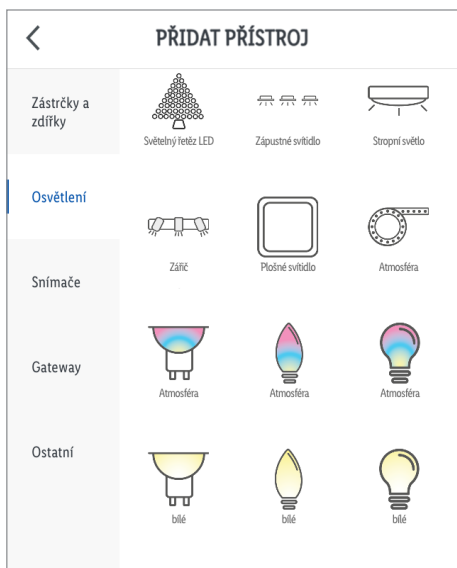 PŘIDAT PŘÍSTROJ
Zástrčky a
zdířky
Osvětlení
Snímače
Gateway
Ostatní
Světelný řetěz LED
Zápustné svítidlo
Stropní světlo
Zářič
Plošné svítidlo
Atmosféra
Atmosféra
Atmosféra
Atmosféra
bílé
bílé
bílé